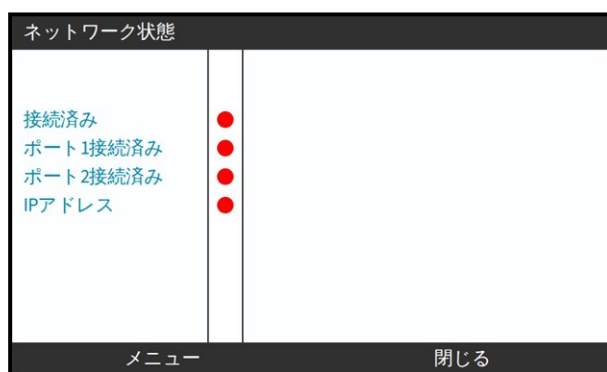 ネットワーク状態
接続済み
ポート1接続済み
ポート2接続済み
IPアドレス
メニュー
閉じる